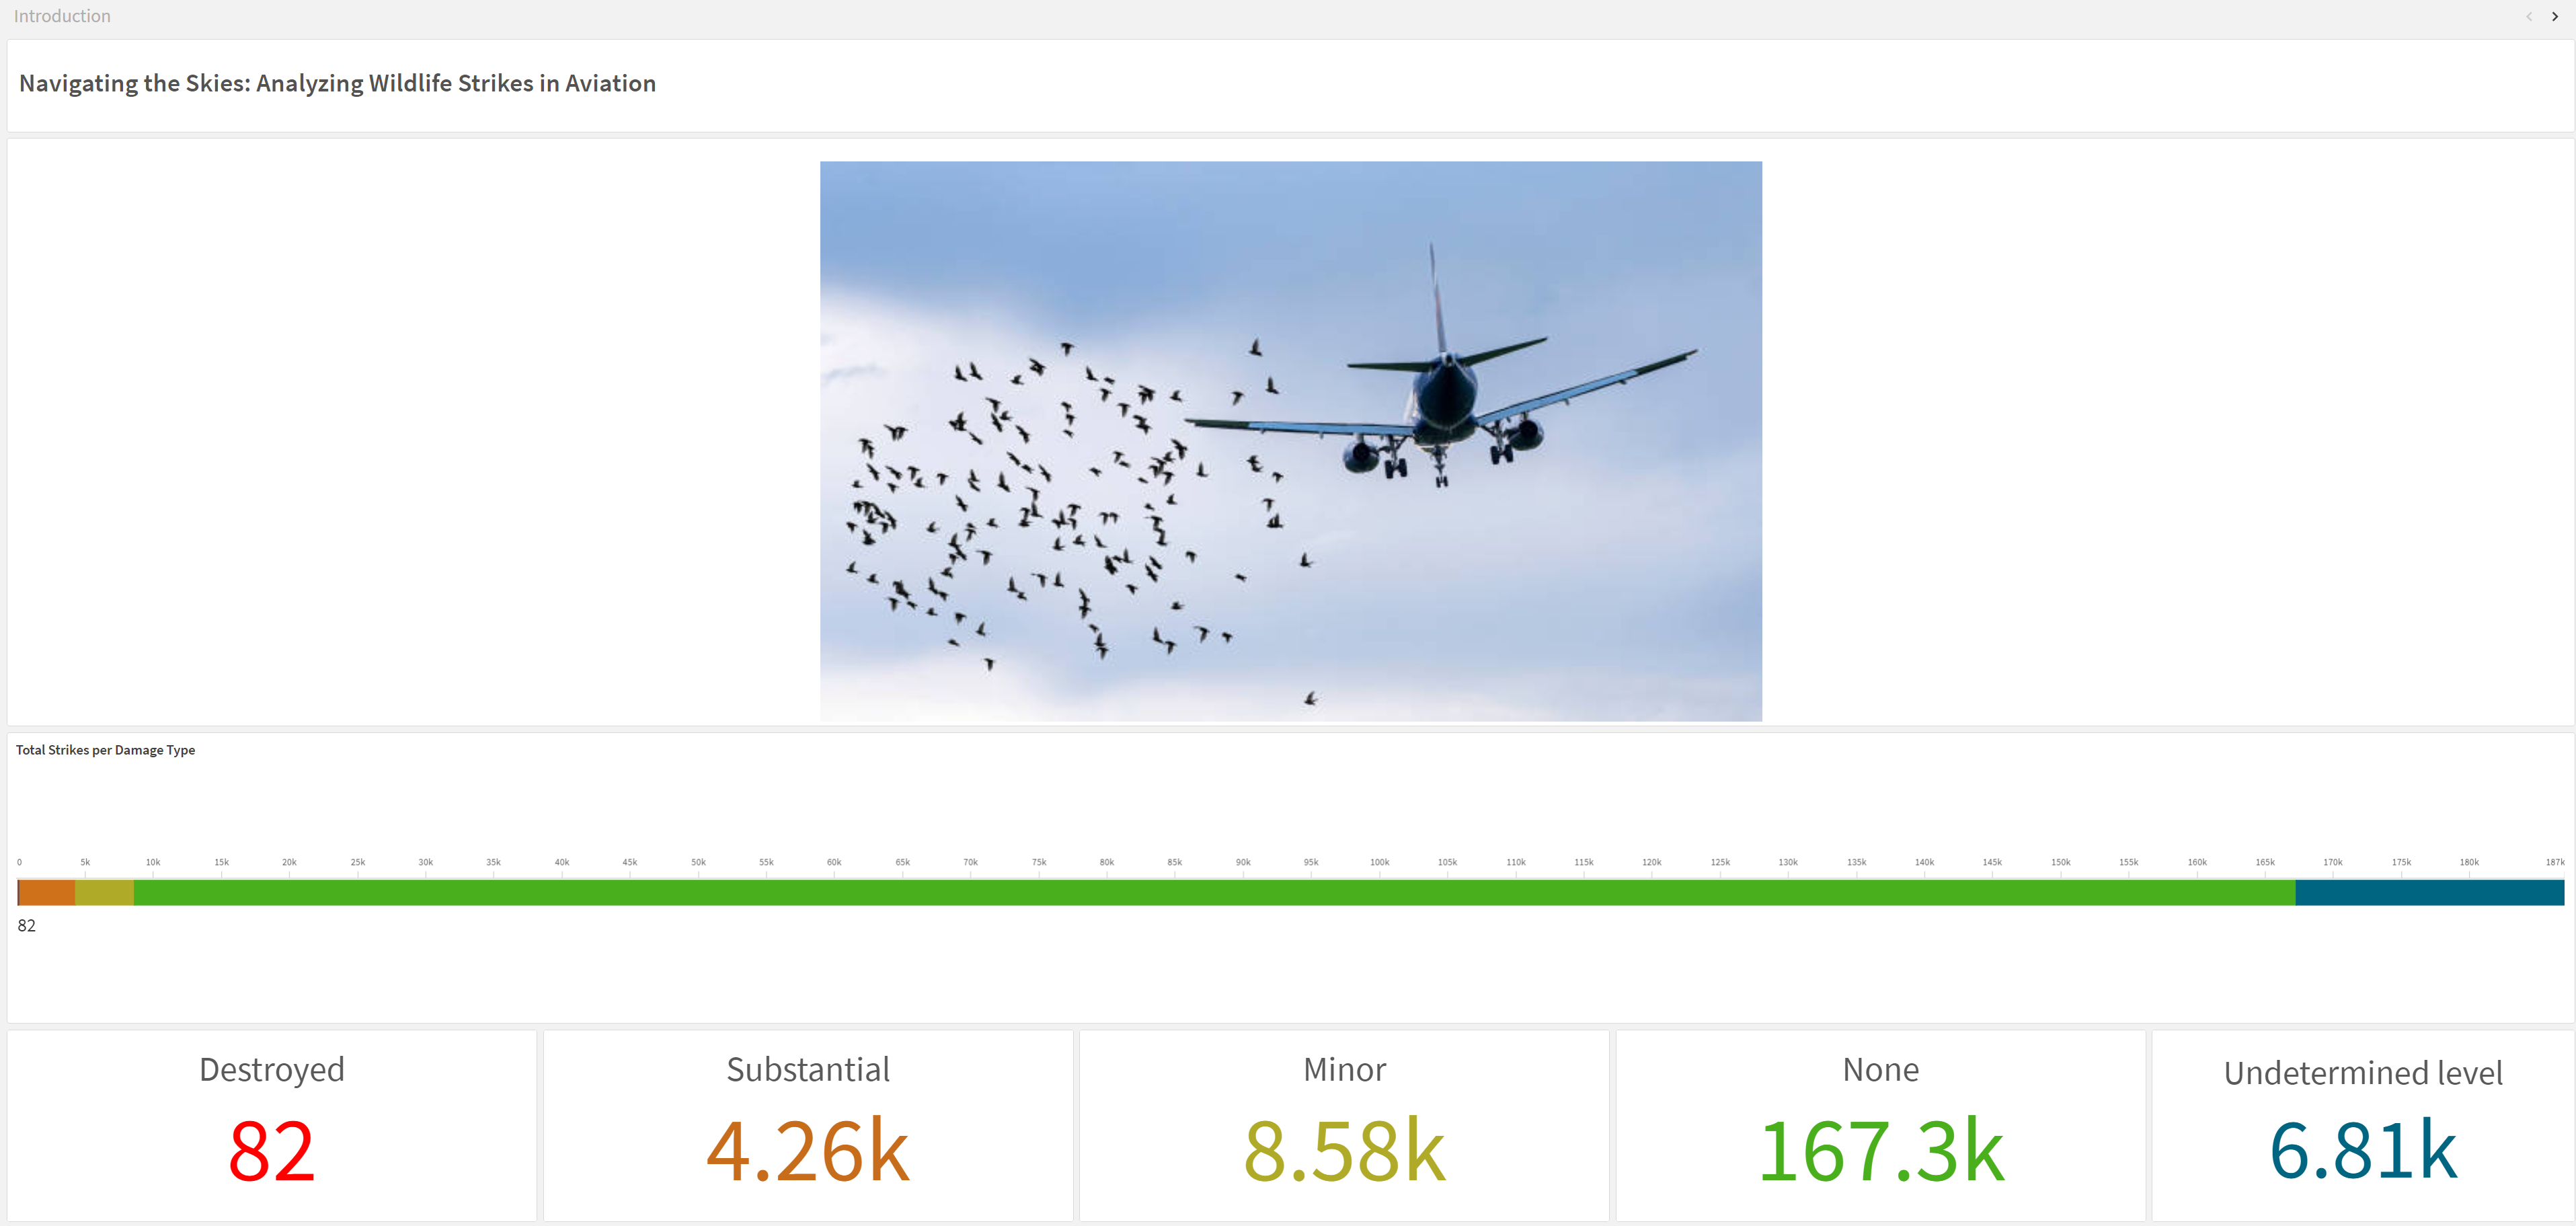 Introduction
Navigating the Skies: Analyzing Wildlife Strikes in Aviation
Total Strikes per Damage Type
0 5k 10k 15k 20k 25k 30k 35k 40k 45k 50k 55k 60k 65k 70k 75k 80k 85k 90k 95k 100k 105k 110k 115k 120k 125k 130k 135k 140k 145k 150k 155k 160k 165k 170k 175k 180k 187k
82
Destroyed Substantial Minor None Undetermined level
82 4.26k 8.58k 167.3k 6.81k